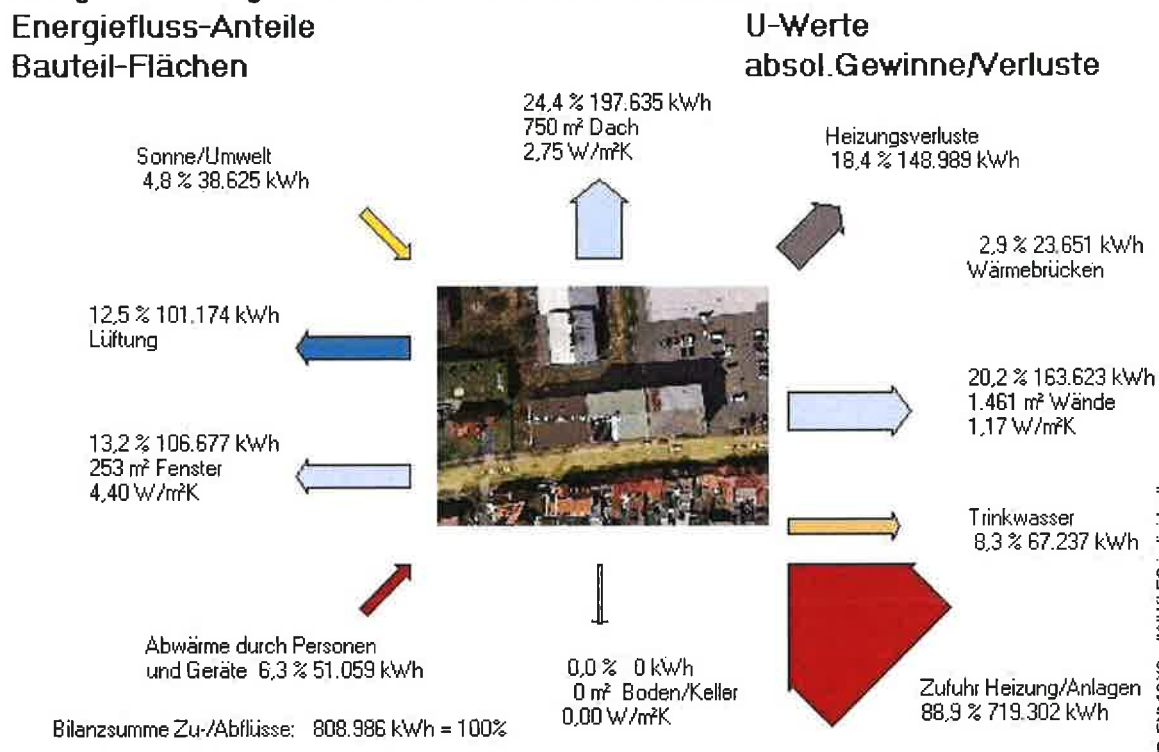 Energiefluss-Anteile
Bauteil-Flächen
U-Werte
absol.Gewinne/Verluste
24,4 % 197.635 kWh
750 m² Dach
2,75 W/m²K
Heizungsverluste
18,4 % 148.989 kWh
Sonne/Umwelt
4,8 % 38.625 kWh
2,9 % 23.651 kWh
Wärmebrücken
12,5 % 101.174 kWh
Lüftung
20,2 % 163.623 kWh
1.461 m² Wände
1,17 W/m²K
13,2 % 106.677 kWh
253 m² Fenster
4,40 W/m²K
Trinkwasser
8,3 % 67.237 kWh
Abwärme durch Personen
und Geräte 6,3 % 51.059 kWh
0,0 % 0 kWh
0 m² Boden/Keller
0,00 W/m²K
Zufuhr Heizung/Anlagen
88,9 % 719.302 kWh
Bilanzsumme Zu-/Abflüsse: 808.986 kWh = 100%